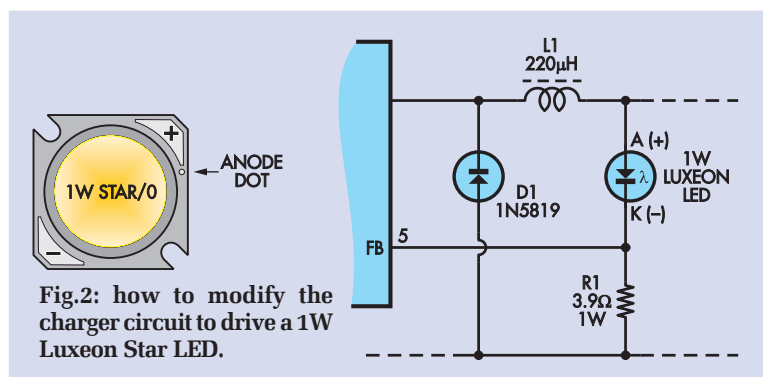 1W STAR/0
+
–
ANODE
DOT
Fig.2: how to modify the
charger circuit to drive a 1W
Luxeon Star LED.
L1
220µH
FB
5
D1
1N5819
A (+)
λ
K (–)
1W
LUXEON
LED
R1
3.9Ω
1W